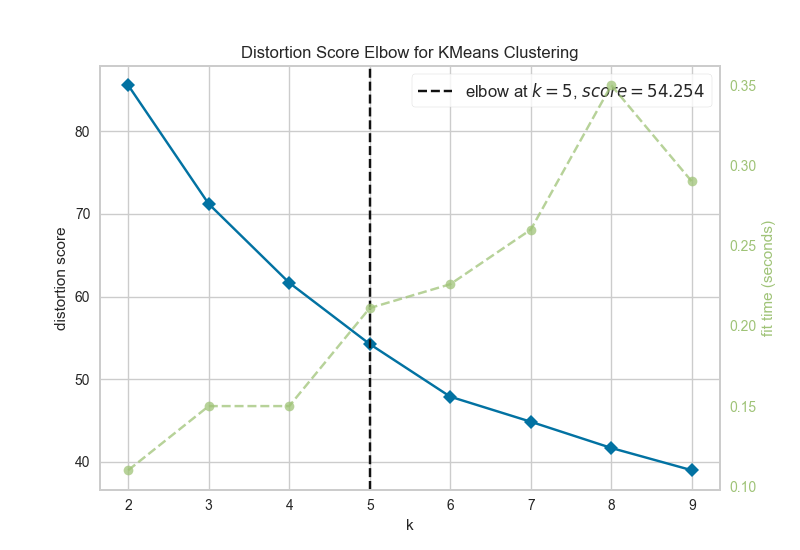 Distortion Score Elbow for KMeans Clustering
elbow at k = 5, score = 54.254
distortion score
80
70
60
50
40
0.35
0.30
0.25
0.20
0.15
0.10
fit time (seconds)
2 3 4 5 6 7 8 9
k